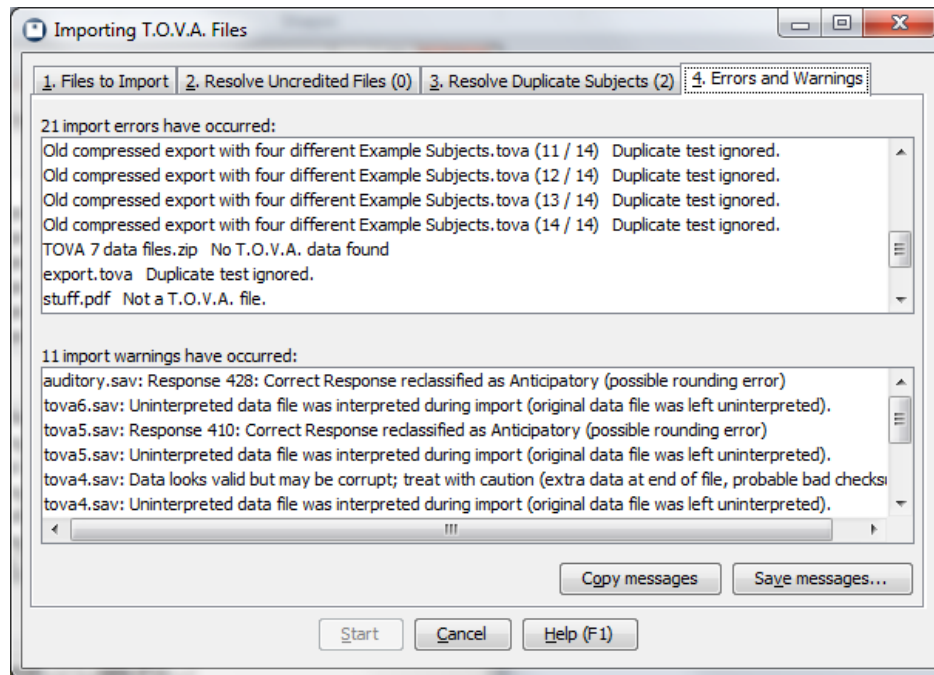 Importing T.O.V.A. Files
1. Files to Import 2. Resolve Uncredited Files (0) 3. Resolve Duplicate Subjects (2) 4. Errors and Warnings
21 import errors have occurred:
Old compressed export with four different Example Subjects.tova (11 / 14) Duplicate test ignored.
Old compressed export with four different Example Subjects.tova (12 / 14) Duplicate test ignored.
Old compressed export with four different Example Subjects.tova (13 / 14) Duplicate test ignored.
Old compressed export with four different Example Subjects.tova (14 / 14) Duplicate test ignored.
TOVA 7 data files.zip No T.O.V.A. data found
export.tova Duplicate test ignored.
stuff.pdf Not a T.O.V.A. file.
11 import warnings have occurred:
auditory.sav: Response 428: Correct Response reclassified as Anticipatory (possible rounding error)
tova6.sav: Uninterpreted data file was interpreted during import (original data file was left uninterpreted).
tova5.sav: Response 410: Correct Response reclassified as Anticipatory (possible rounding error)
tova5.sav: Uninterpreted data file was interpreted during import (original data file was left uninterpreted).
tova4.sav: Data looks valid but may be corrupt; treat with caution (extra data at end of file, probable bad checksu
tova4.sav: Uninterpreted data file was interpreted during import (original data file was left uninterpreted).
Copy messages Save messages...
Start Cancel Help (F1)